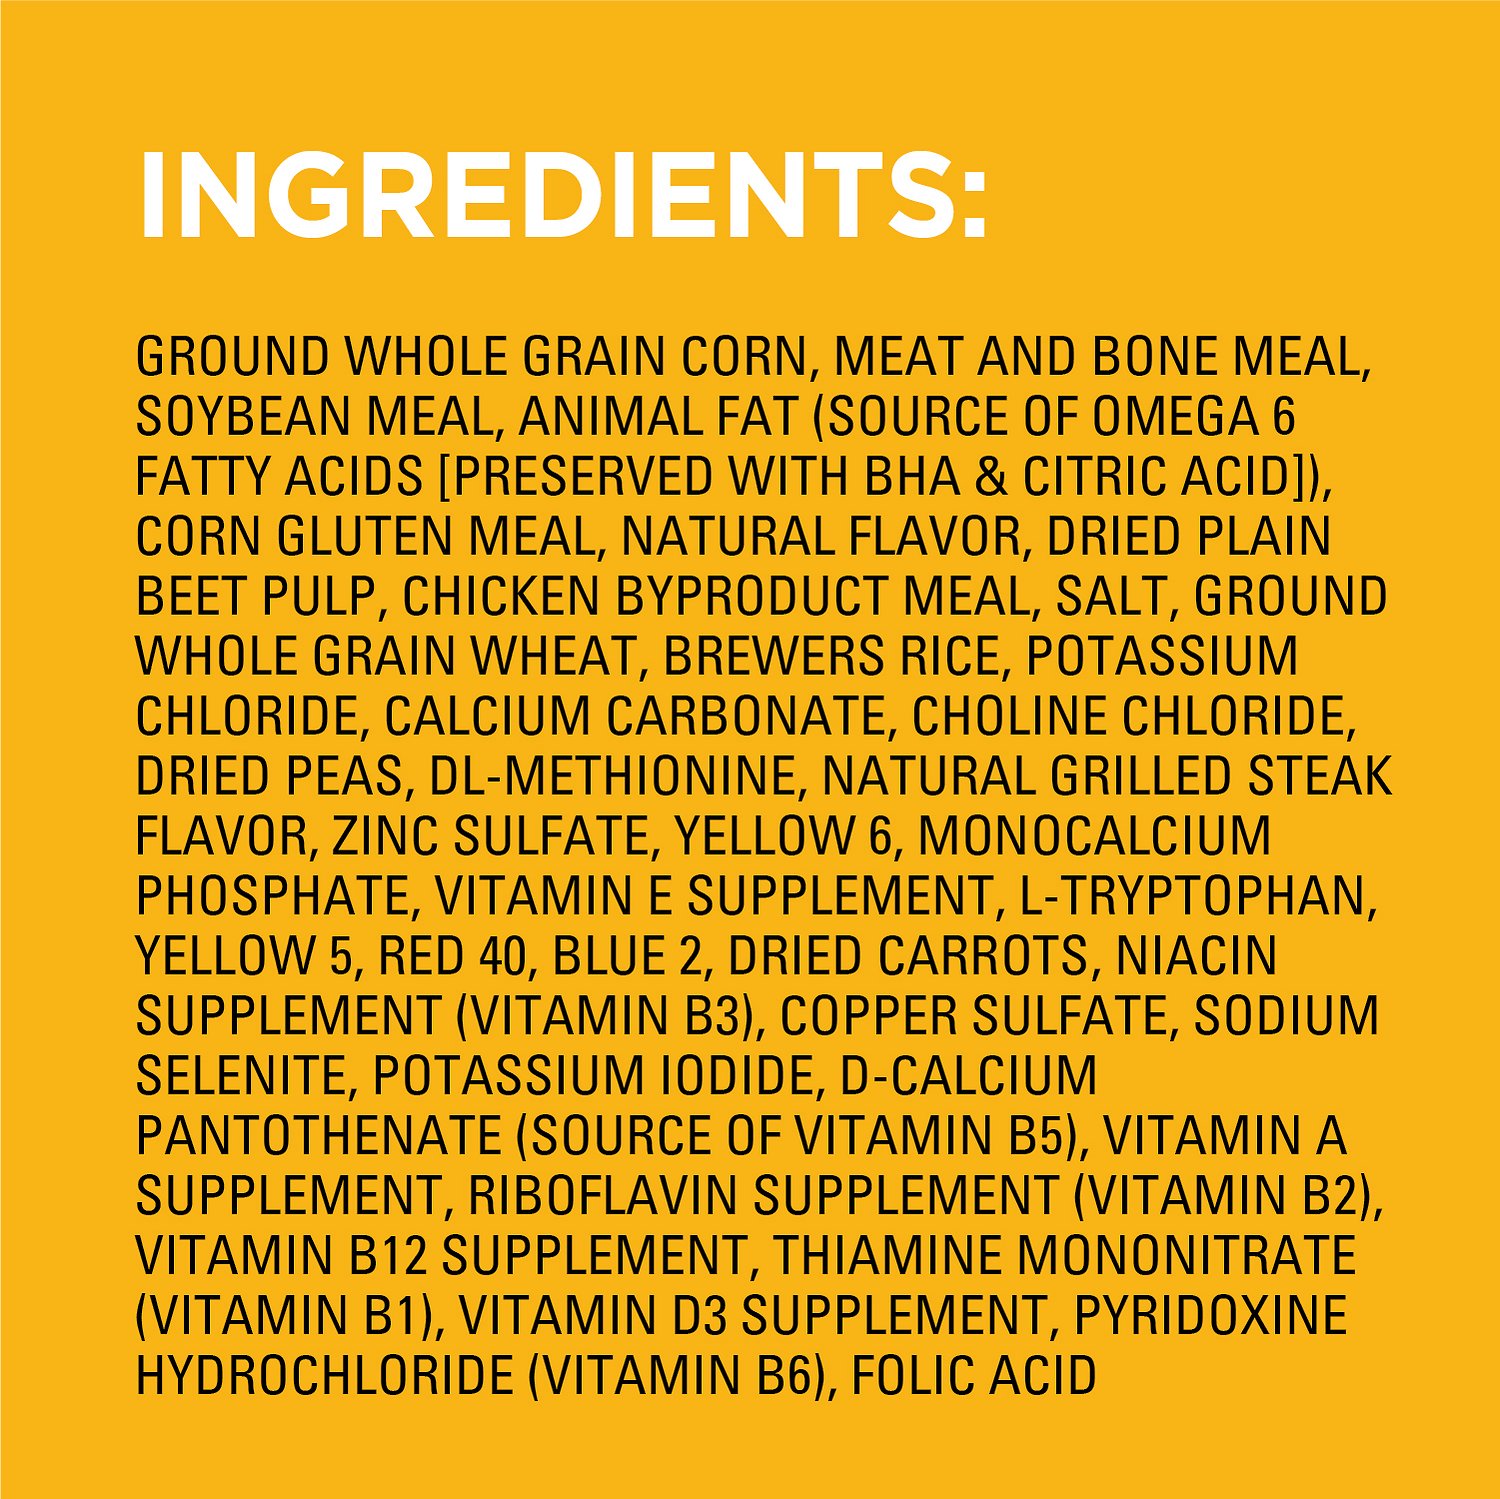 INGREDIENTS:
GROUND WHOLE GRAIN CORN, MEAT AND BONE MEAL,
SOYBEAN MEAL, ANIMAL FAT (SOURCE OF OMEGA 6
FATTY ACIDS [PRESERVED WITH BHA & CITRIC ACID]),
CORN GLUTEN MEAL, NATURAL FLAVOR, DRIED PLAIN
BEET PULP, CHICKEN BYPRODUCT MEAL, SALT, GROUND
WHOLE GRAIN WHEAT, BREWERS RICE, POTASSIUM
CHLORIDE, CALCIUM CARBONATE, CHOLINE CHLORIDE,
DRIED PEAS, DL-METHIONINE, NATURAL GRILLED STEAK
FLAVOR, ZINC SULFATE, YELLOW 6, MONOCALCIUM
PHOSPHATE, VITAMIN E SUPPLEMENT, L-TRYPTOPHAN,
YELLOW 5, RED 40, BLUE 2, DRIED CARROTS, NIACIN
SUPPLEMENT (VITAMIN B3), COPPER SULFATE, SODIUM
SELENITE, POTASSIUM IODIDE, D-CALCIUM
PANTOTHENATE (SOURCE OF VITAMIN B5), VITAMIN A
SUPPLEMENT, RIBOFLAVIN SUPPLEMENT (VITAMIN B2),
VITAMIN B12 SUPPLEMENT, THIAMINE MONONITRATE
(VITAMIN B1), VITAMIN D3 SUPPLEMENT, PYRIDOXINE
HYDROCHLORIDE (VITAMIN B6), FOLIC ACID